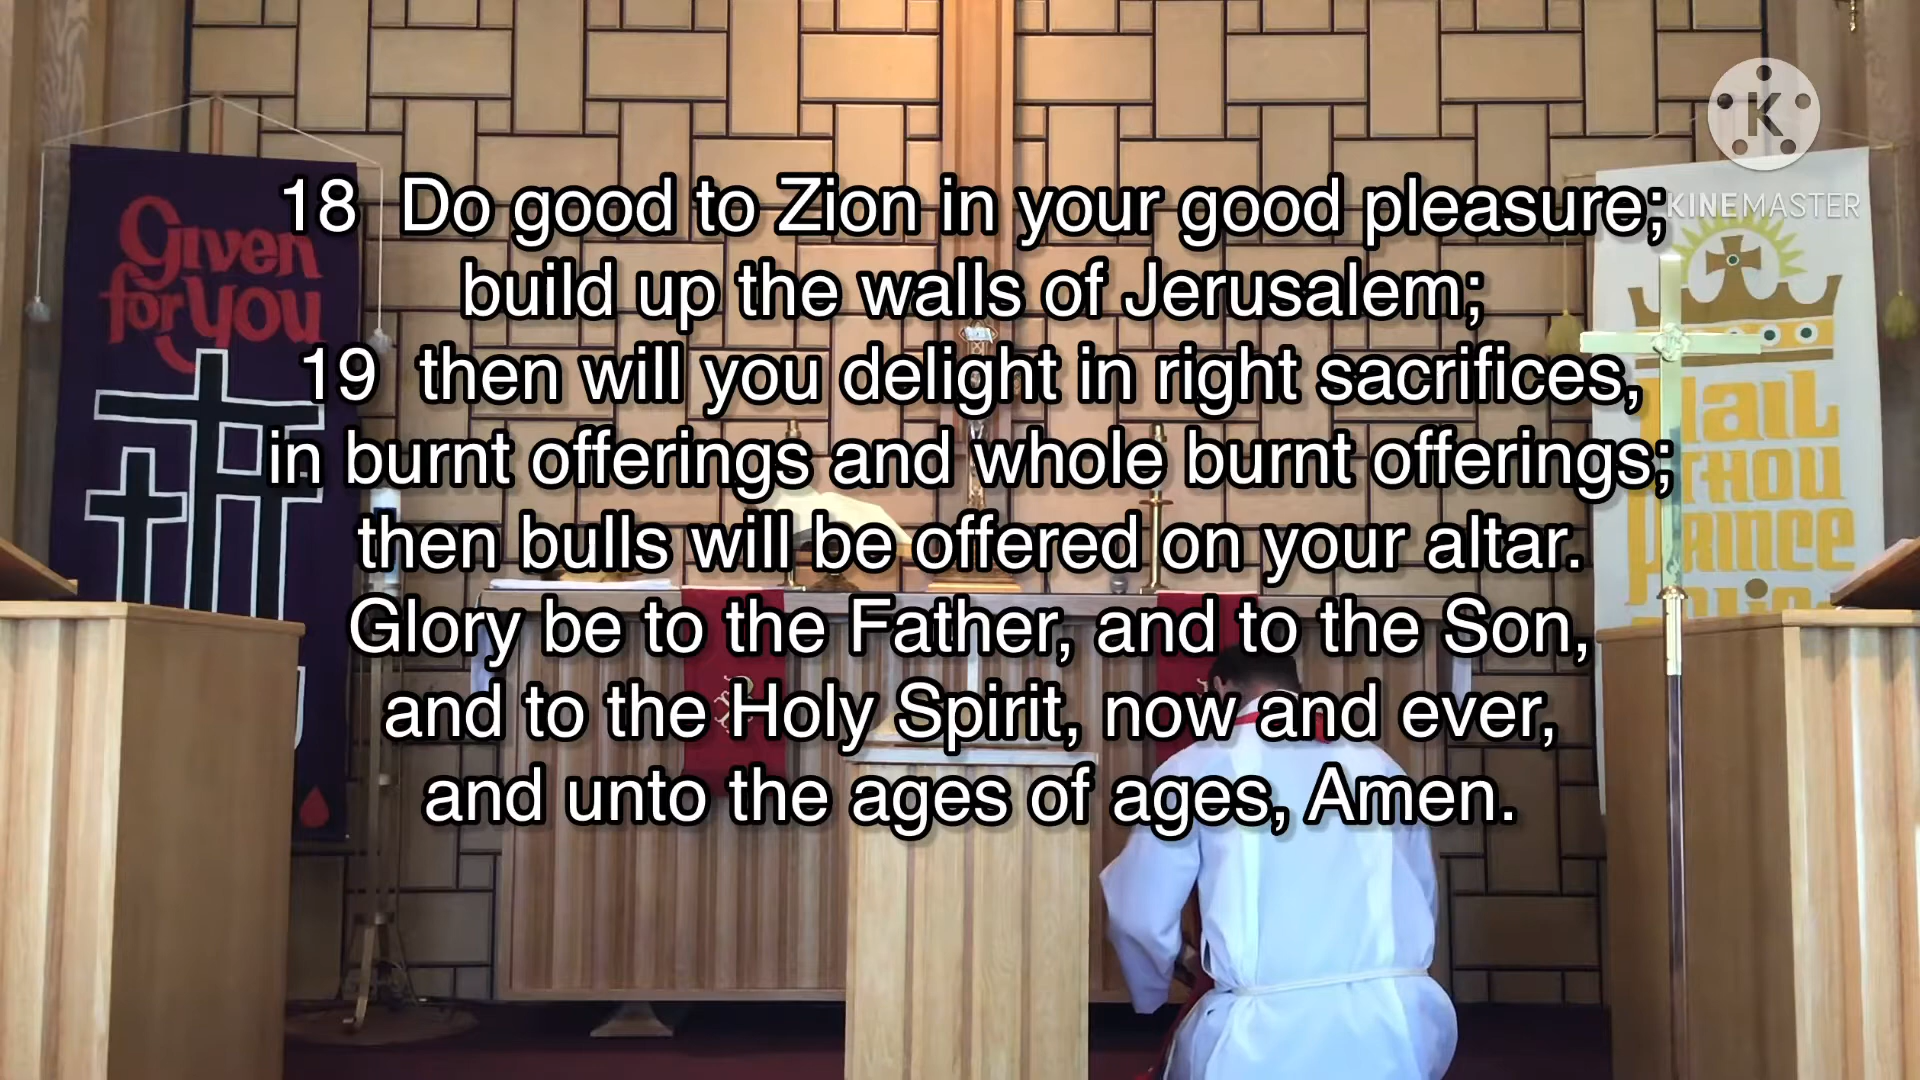 Given
for you
K
KINEMASTER
18 Do good to Zion in your good pleasure;
build up the walls of Jerusalem;
19 then will you delight in right sacrifices,
in burnt offerings and whole burnt offerings;
then bulls will be offered on your altar.
Glory be to the Father, and to the Son,
and to the Holy Spirit, now and ever,
and unto the ages of ages, Amen.
Hail
Thou
Prince